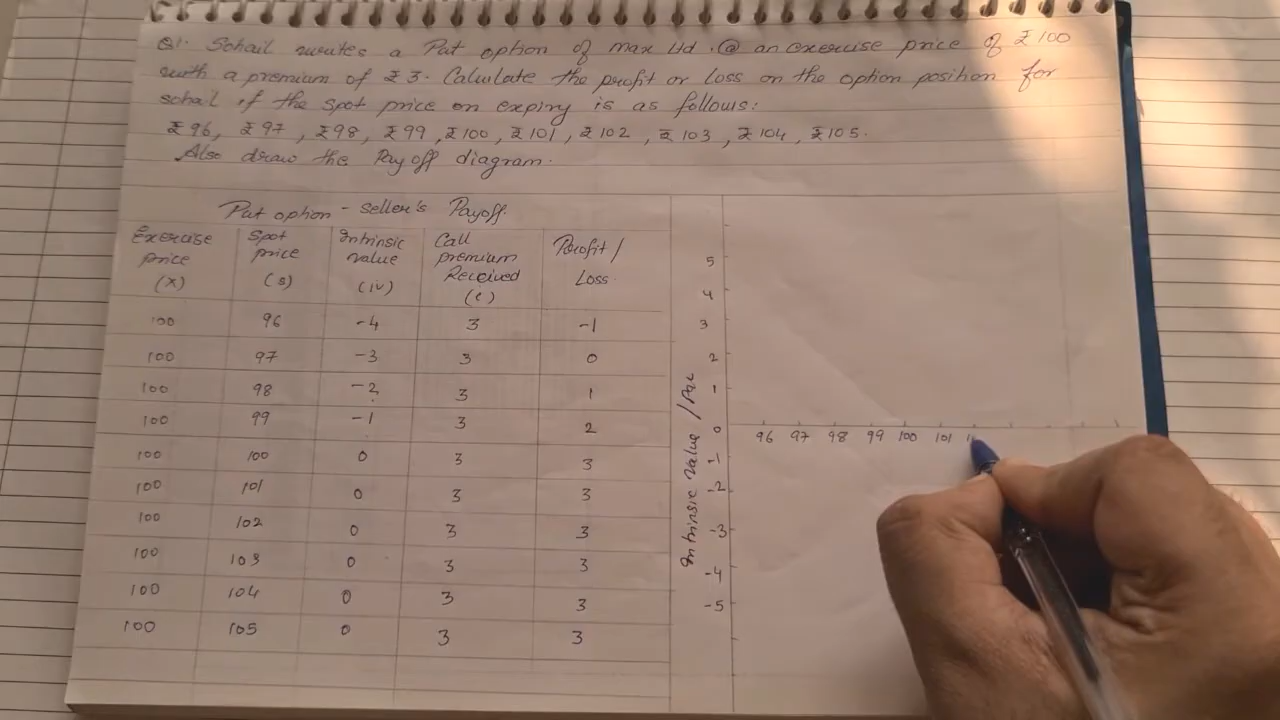 Q1. Sohail writes a Put option of Max Ltd. @ an exercise price of ₹100
with a premium of ₹3. Calculate the profit or Loss on the option position for
sohail if the spot price on expiry is as follows:
₹96, ₹97, ₹98, ₹99, ₹100, ₹101, ₹102, ₹103, ₹104, ₹105.
Also draw the Pay off diagram.
Put option - seller's Payoff.
Exercise price (X) Spot price (s) Intrinsic value (IV) Call premium Received (c) Profit / Loss
100 96 -4 3 -1
100 97 -3 3 0
100 98 -2 3 1
100 99 -1 3 2
100 100 0 3 3
100 101 0 3 3
100 102 0 3 3
100 103 0 3 3
100 104 0 3 3
100 105 0 3 3
Intrinsic Value /
5
4
3
2
1
0
-1
-2
-3
-4
-5
96 97 98 99 100 101